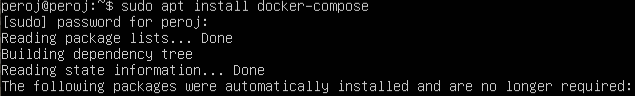 peroj@peroj:~$ sudo apt install docker-compose
[sudo] password for peroj:
Reading package lists... Done
Building dependency tree
Reading state information... Done
The following packages were automatically installed and are no longer required: